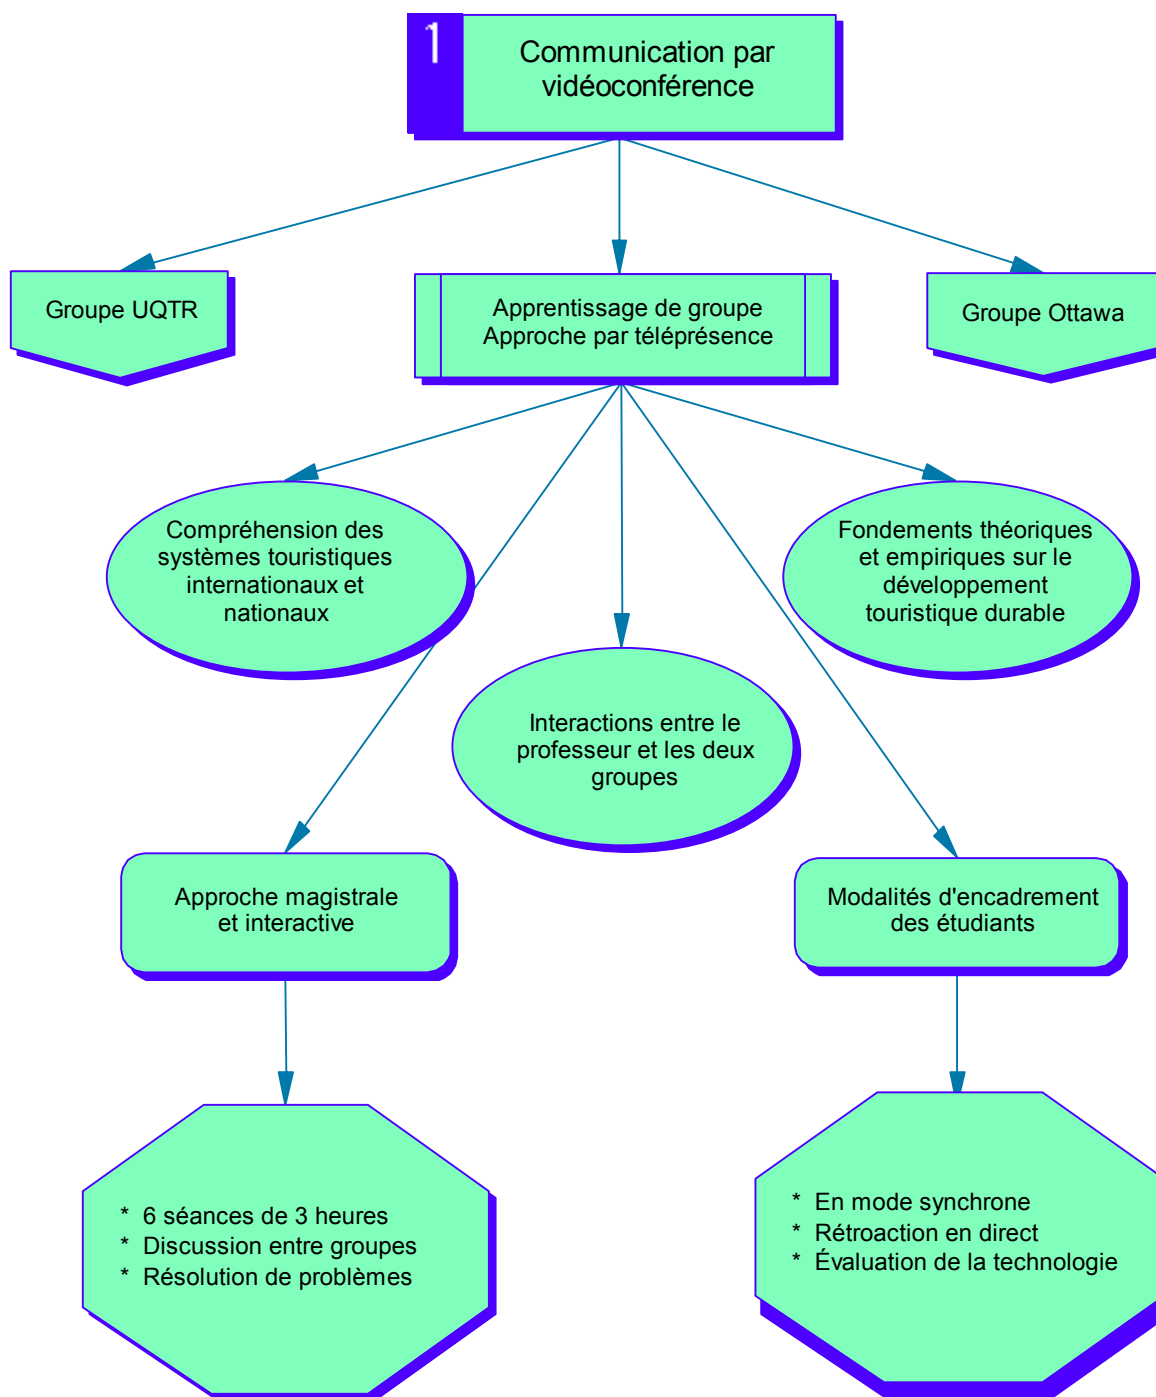 1
Communication par
vidéoconférence
Groupe UQTR
Apprentissage de groupe
Approche par téléprésence
Groupe Ottawa
Compréhension des
systèmes touristiques
internationaux et
nationaux
Fondements théoriques
et empiriques sur le
développement
touristique durable
Interactions entre le
professeur et les deux
groupes
Approche magistrale
et interactive
Modalités d'encadrement
des étudiants
* 6 séances de 3 heures
* Discussion entre groupes
* Résolution de problèmes
* En mode synchrone
* Rétroaction en direct
* Évaluation de la technologie